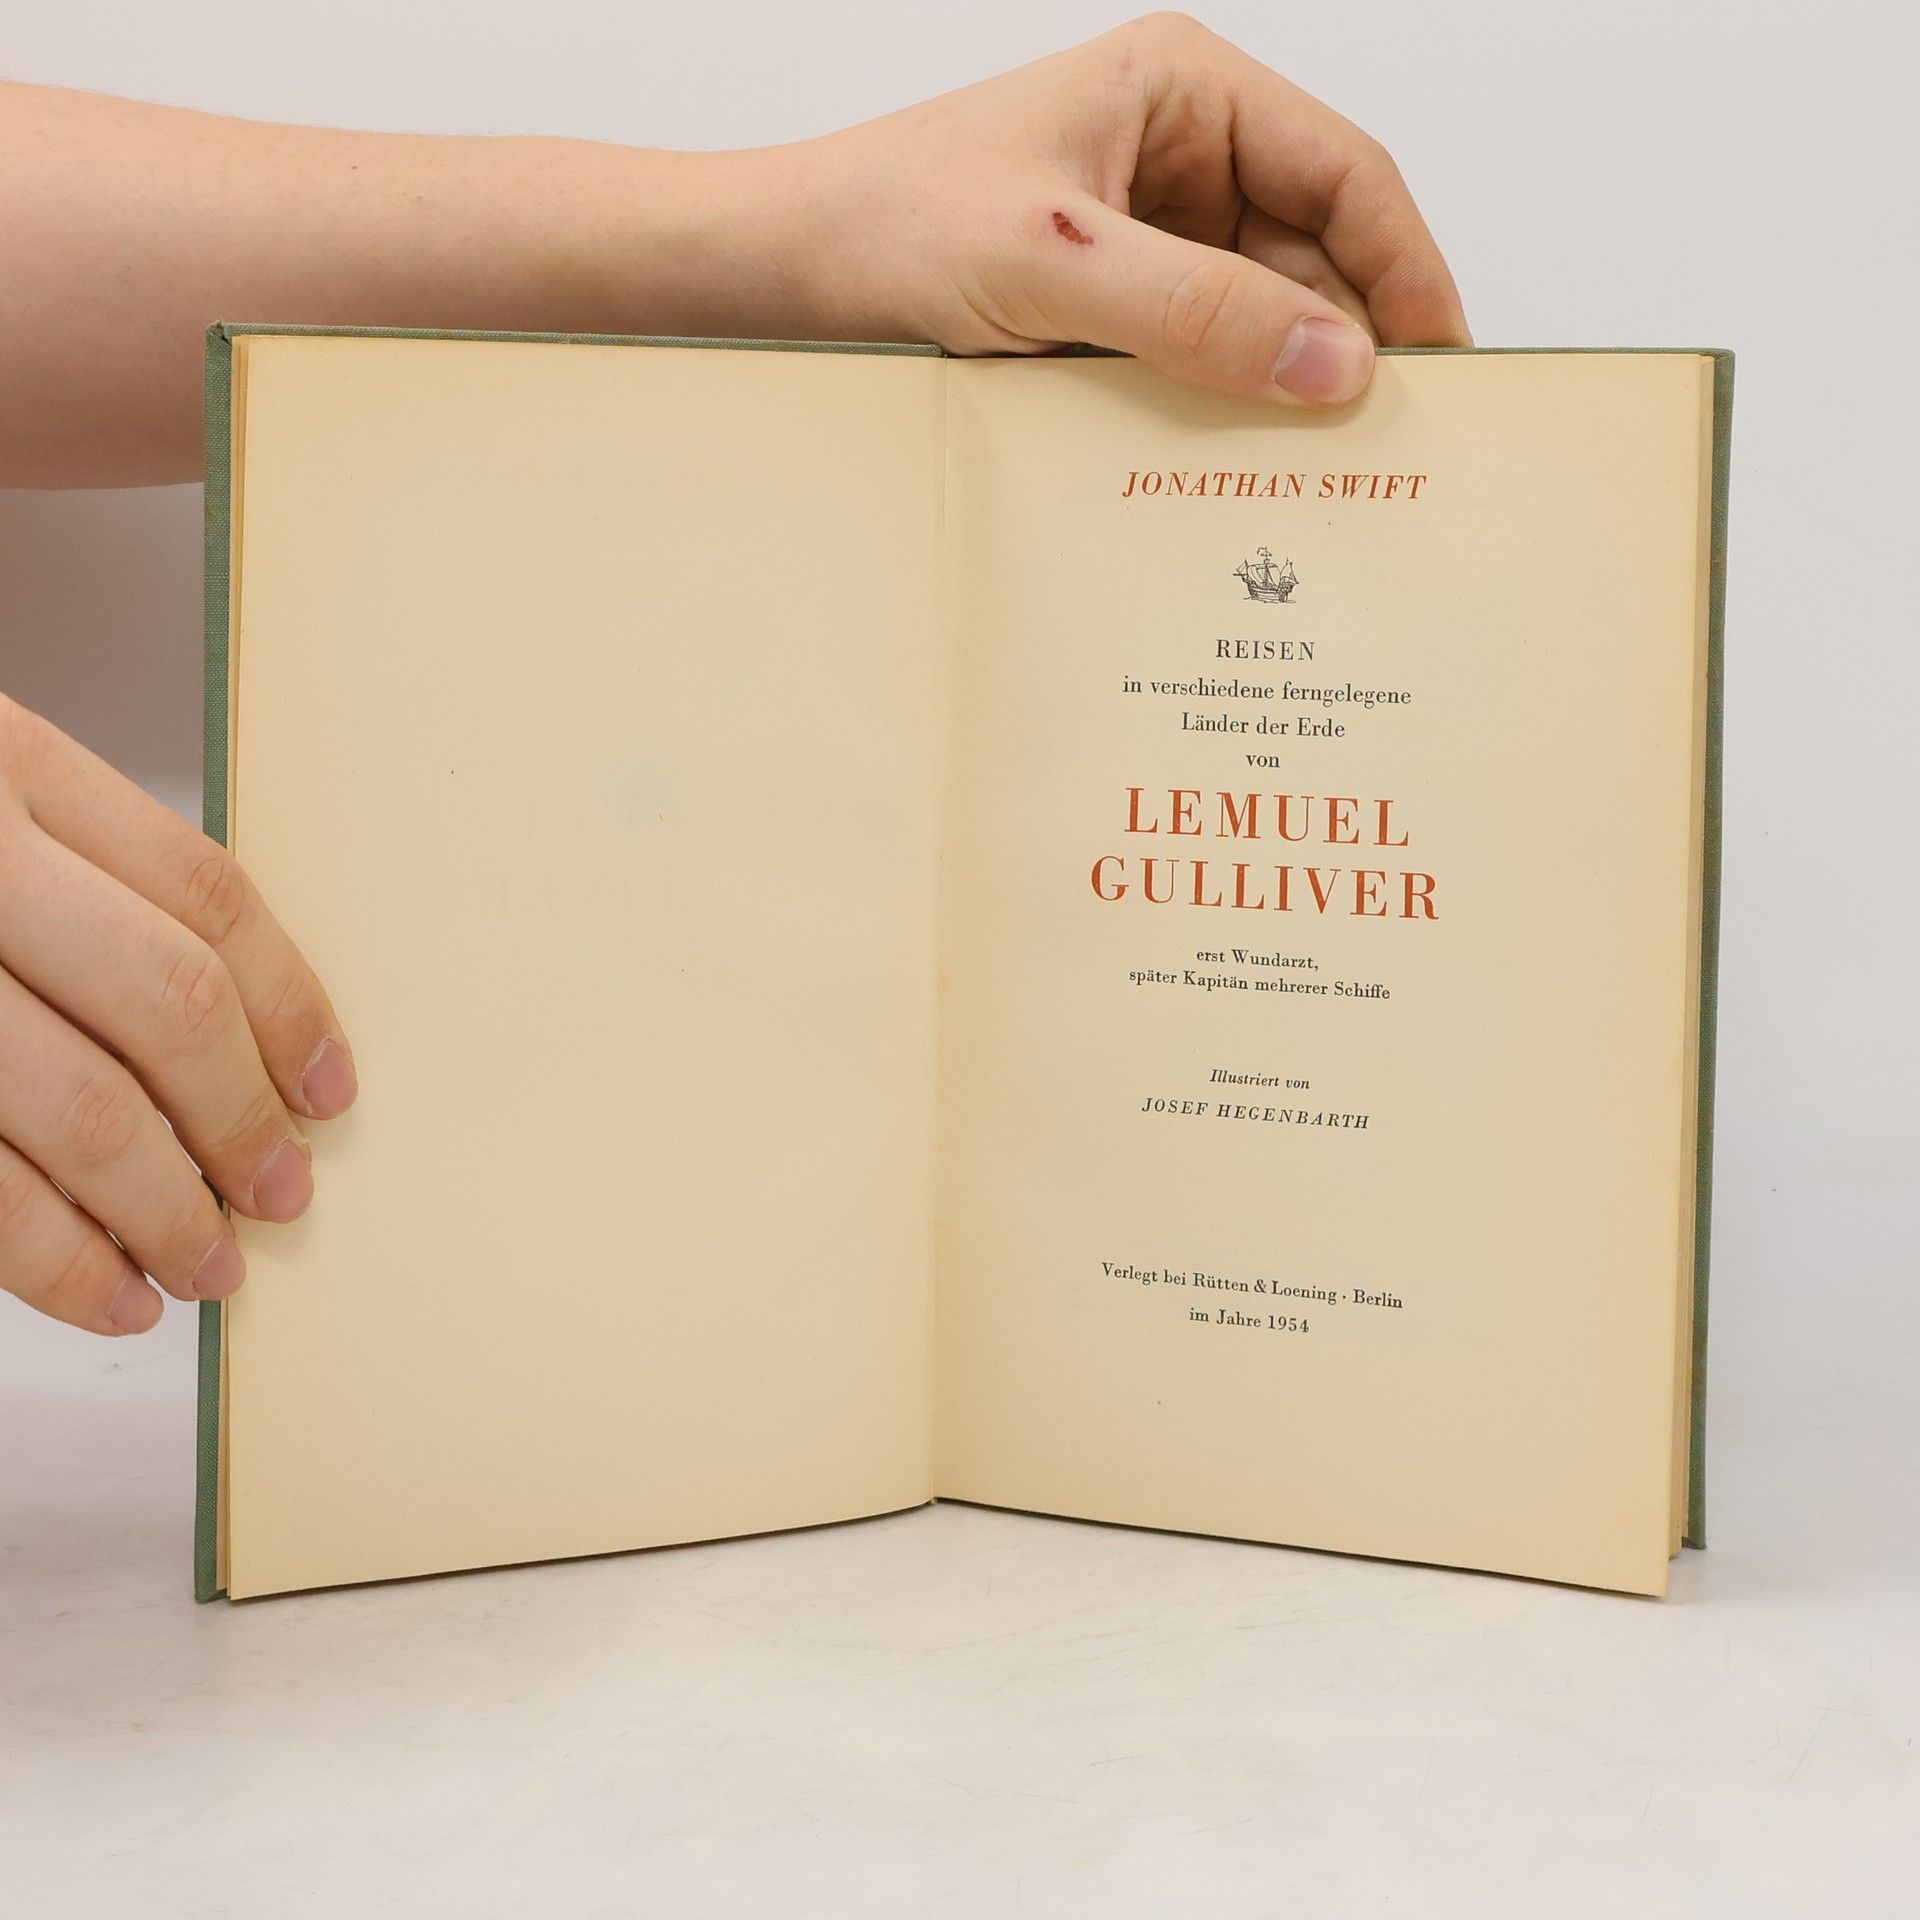 JONATHAN SWIFT
REISEN
in verschiedene ferngelegene
Länder der Erde
von
LEMUEL
GULLIVER
erst Wundarzt,
später Kapitän mehrerer Schiffe
Illustriert von
JOSEF HEGENBARTH
Verlegt bei Rütten & Loening · Berlin
im Jahre 1954